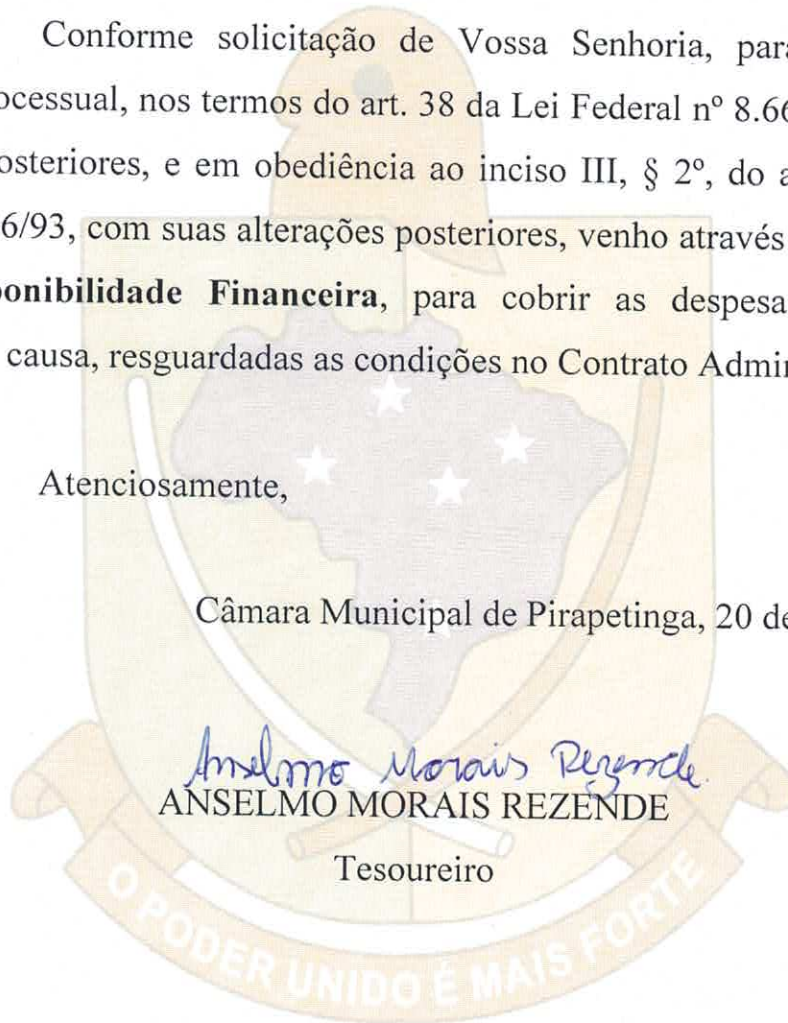 Conforme solicitação de Vossa Senhoria, para
ocessual, nos termos do art. 38 da Lei Federal nº 8.66
osteriores, e em obediência ao inciso III, § 2º, do a
6/93, com suas alterações posteriores, venho através
onibilidade Financeira, para cobrir as despesa
causa, resguardadas as condições no Contrato Admin
Atenciosamente,
Câmara Municipal de Pirapetinga, 20 de
Anselmo Morais Rezende
ANSELMO MORAIS REZENDE
Tesoureiro
O PODER UNIDO É MAIS FORTE